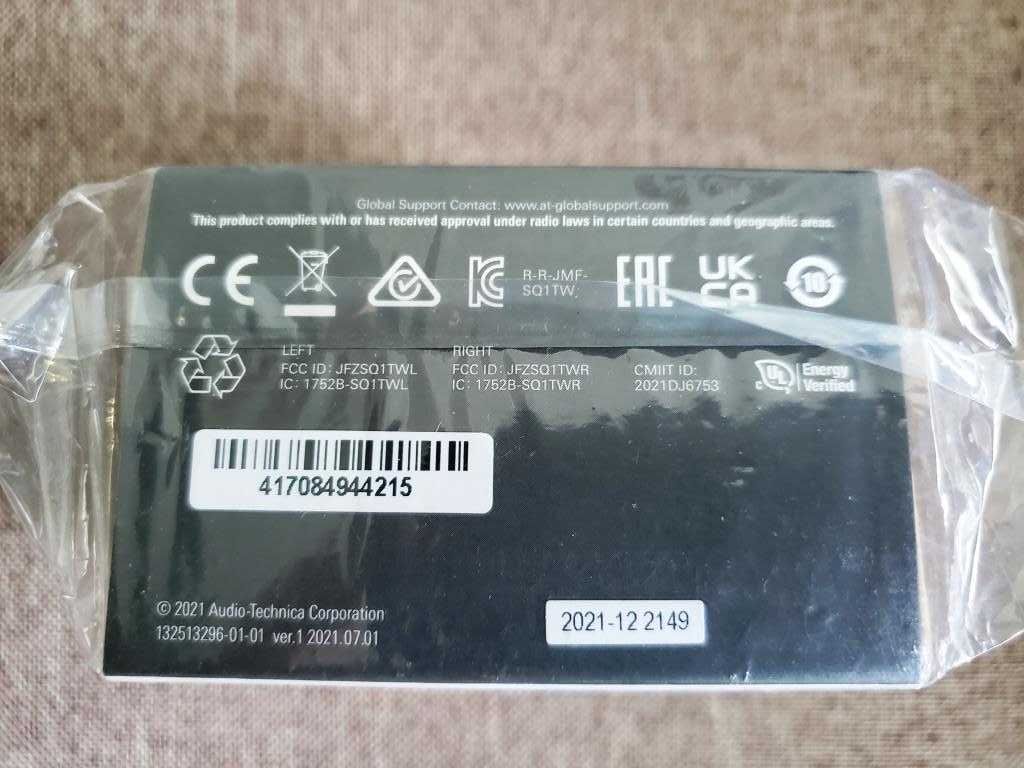 Global Support Contact: www.at-globalsupport.com
This product complies with or has received approval under radio laws in certain countries and geographic areas.
CE
R-R-JMF-
SQ1TW
EAC
UK
CA
10
LEFT
FCC ID : JFZSQ1TWL
IC: 1752B-SQ1TWL
RIGHT
FCC ID : JFZSQ1TWR
IC: 1752B-SQ1TWR
CMIIT ID:
2021DJ6753
c UL
Energy
Verified
417084944215
© 2021 Audio-Technica Corporation
132513296-01-01 ver.1 2021.07.01
2021-12 2149